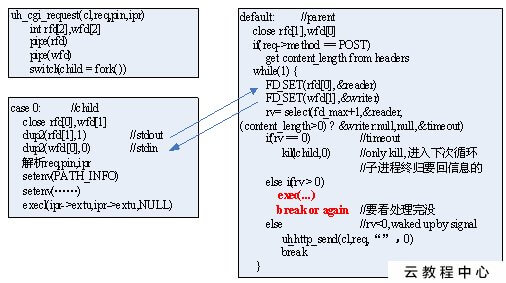 uh_cgi_request(cl,req,pin,ipr)
int rfd[2],wfd[2]
pipe(rfd)
pipe(wfd)
switch(child = fork())
case 0: //child
close rfd[0],wfd[1]
dup2(rfd[1],1) //stdout
dup2(wfd[0],0) //stdin
解析req,pin,ipr
setenv(PATH_INFO)
setenv(……)
execl(ipr->extu,ipr->extu,NULL)
default: //parent
close rfd[1],wfd[0]
if(req->method == POST)
get content_length from headers
while(1) {
FD_SET(rfd[0],&reader)
FD_SET(wfd[1],&writer)
rv= select(fd_max+1,&reader,
(content_length>0) ? &writer:null,null,&timeout)
if(rv == 0) //timeout
kill(child,0) //only kill, 进入下次循环
//子进程终归要回信息的
else if(rv > 0)
exec(...)
break or again //要看处理完没
else //rv<0,waked up by signal
uh_http_send(cl,req, “”, 0)
break
}
云教程中心